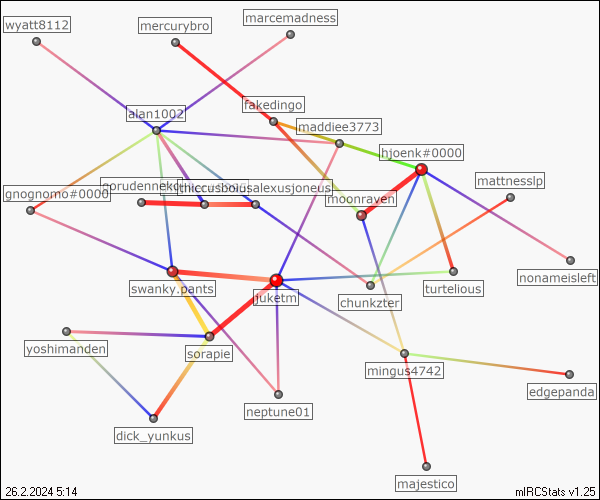 marcemadness
wyatt8112
mercurybro
fakedingo
alan1002
maddiee3773
hjoenk#0000
mattnesslp
gnognomo#0000
moonraven
nonameisleft
swanky.pants
turtelious
juketm
chunkzter
yoshimanden
sorapie
mingus4742
edgepanda
neptune01
dick_yunkus
majestico
26.2.2024 5:14
mIRCStats v1.25